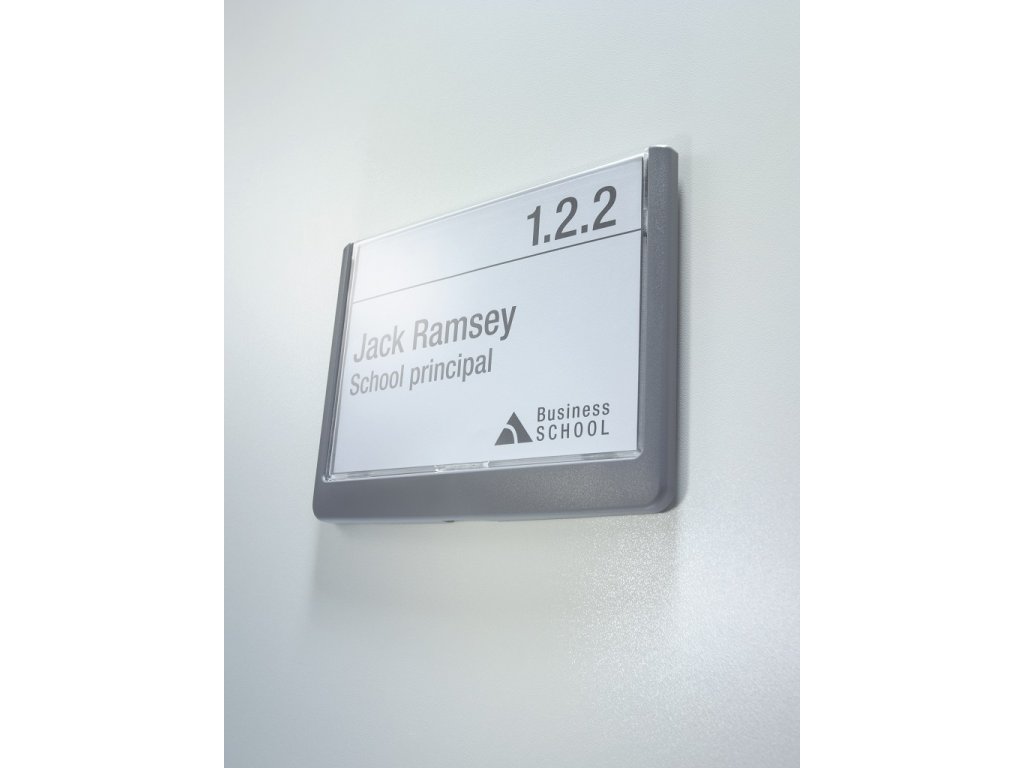 1.2.2
Jack Ramsey
School principal
Business
SCHOOL